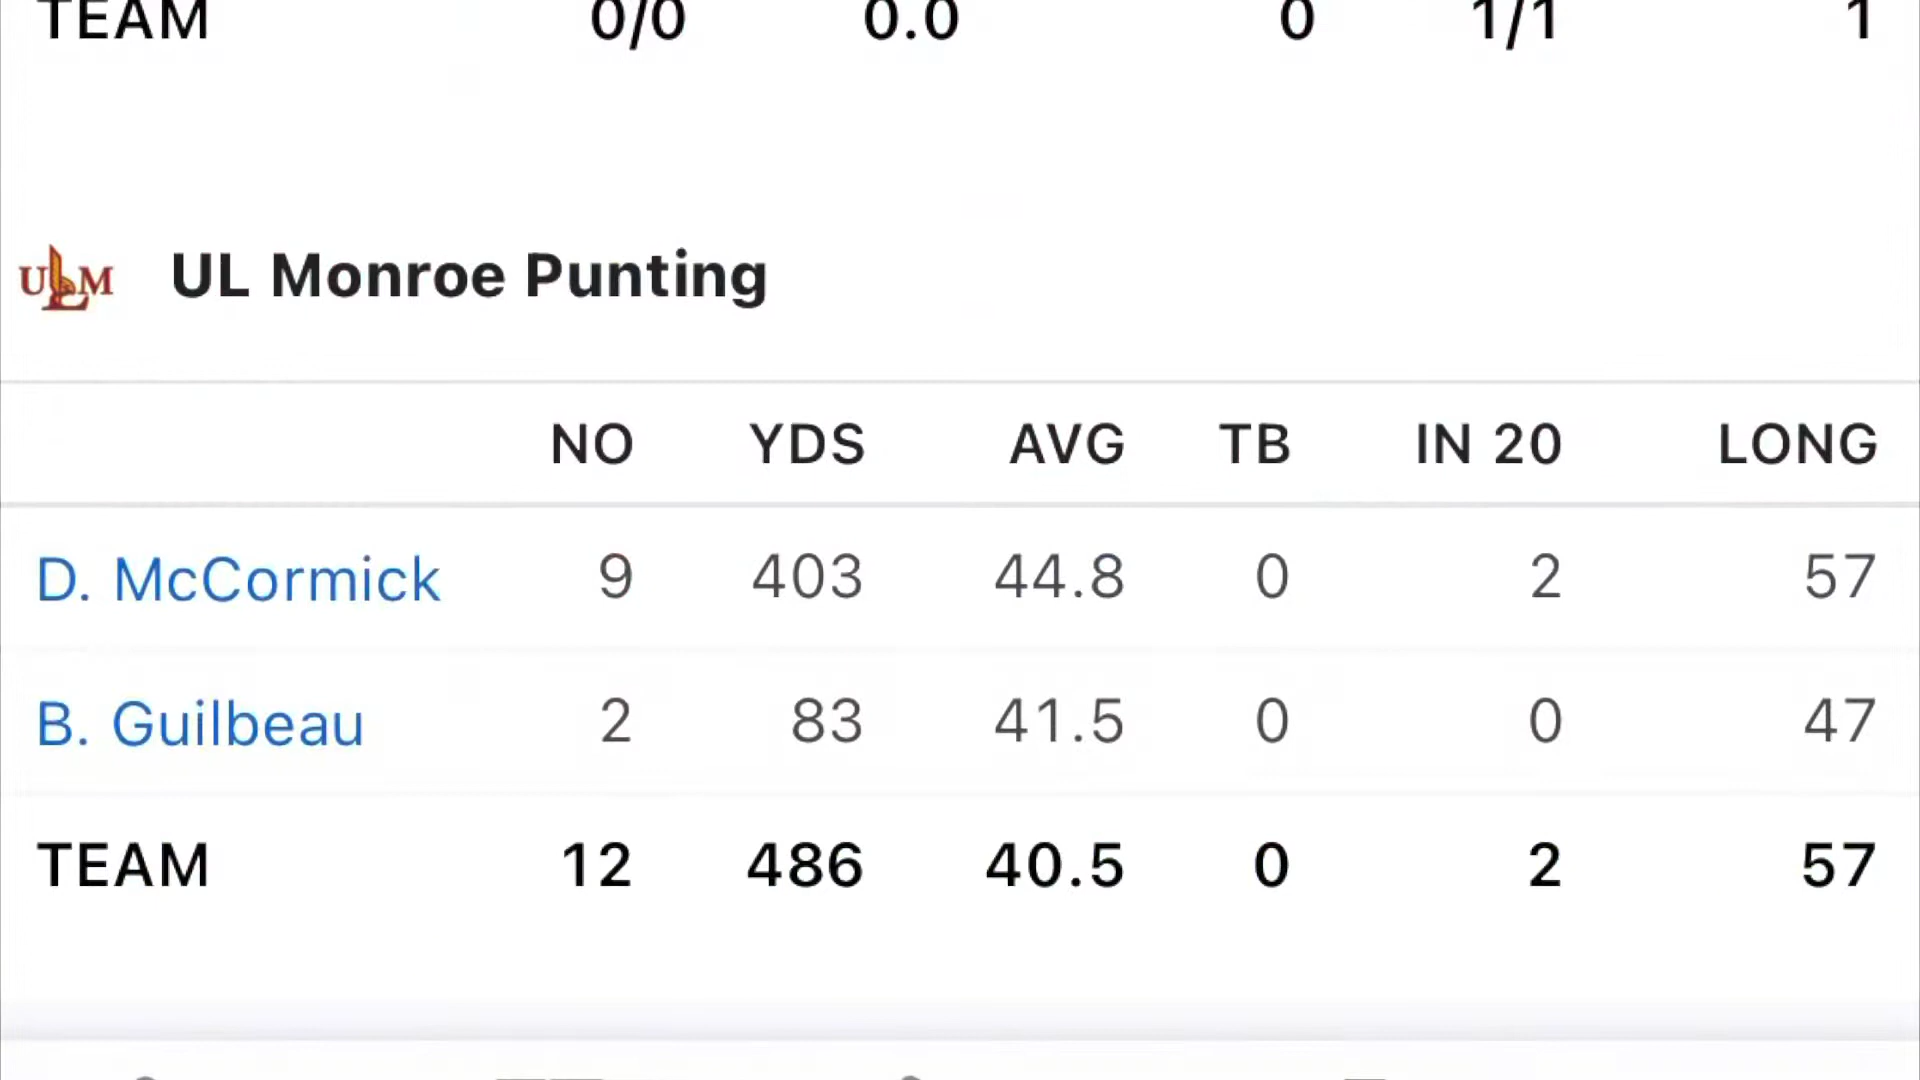 TEAM 0/0 0.0 0 1/1 1
ULM UL Monroe Punting
NO YDS AVG TB IN 20 LONG
D. McCormick 9 403 44.8 0 2 57
B. Guilbeau 2 83 41.5 0 0 47
TEAM 12 486 40.5 0 2 57